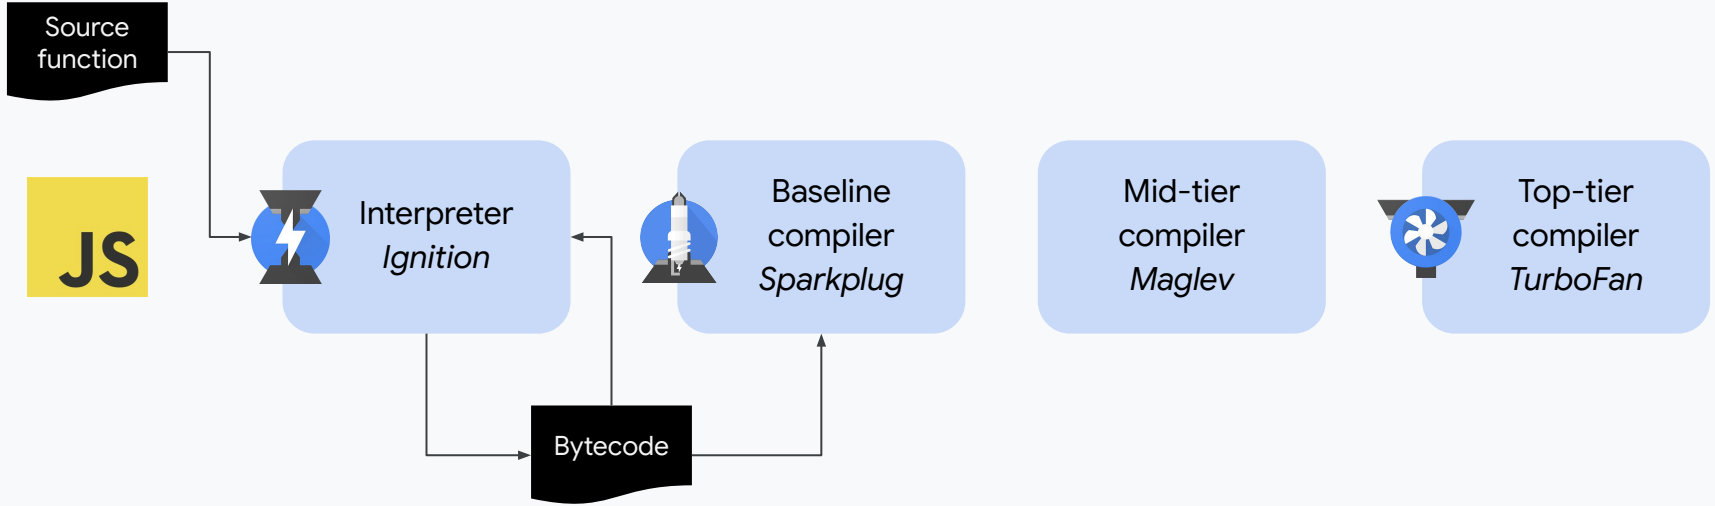 Source
function
JS
Interpreter
Ignition
Baseline
compiler
Sparkplug
Mid-tier
compiler
Maglev
Top-tier
compiler
TurboFan
Bytecode